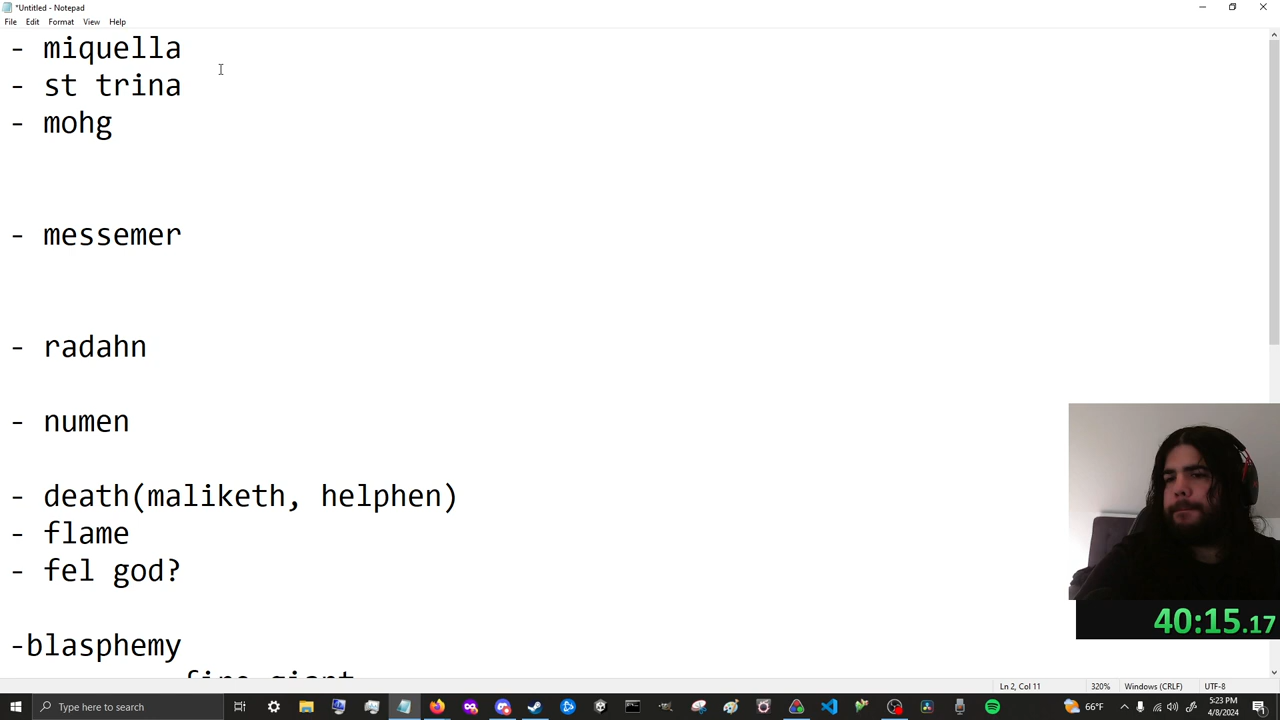 *Untitled - Notepad
File Edit Format View Help
- miquella
- st trina
- mohg
- messemer
- radahn
- numen
- death(maliketh, helphen)
- flame
- fel god?
-blasphemy
fire giant
40:15.17
Ln 2, Col 11 320% Windows (CRLF) UTF-8
Type here to search
66°F
5:23 PM
4/8/2024